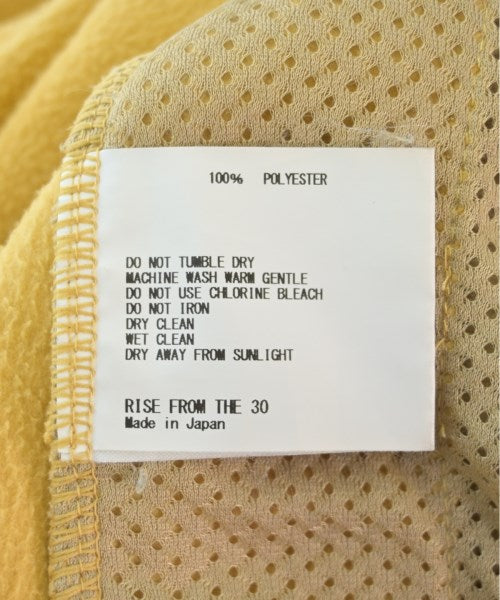 100% POLYESTER
DO NOT TUMBLE DRY
MACHINE WASH WARM GENTLE
DO NOT USE CHLORINE BLEACH
DO NOT IRON
DRY CLEAN
WET CLEAN
DRY AWAY FROM SUNLIGHT
RISE FROM THE 30
Made in Japan